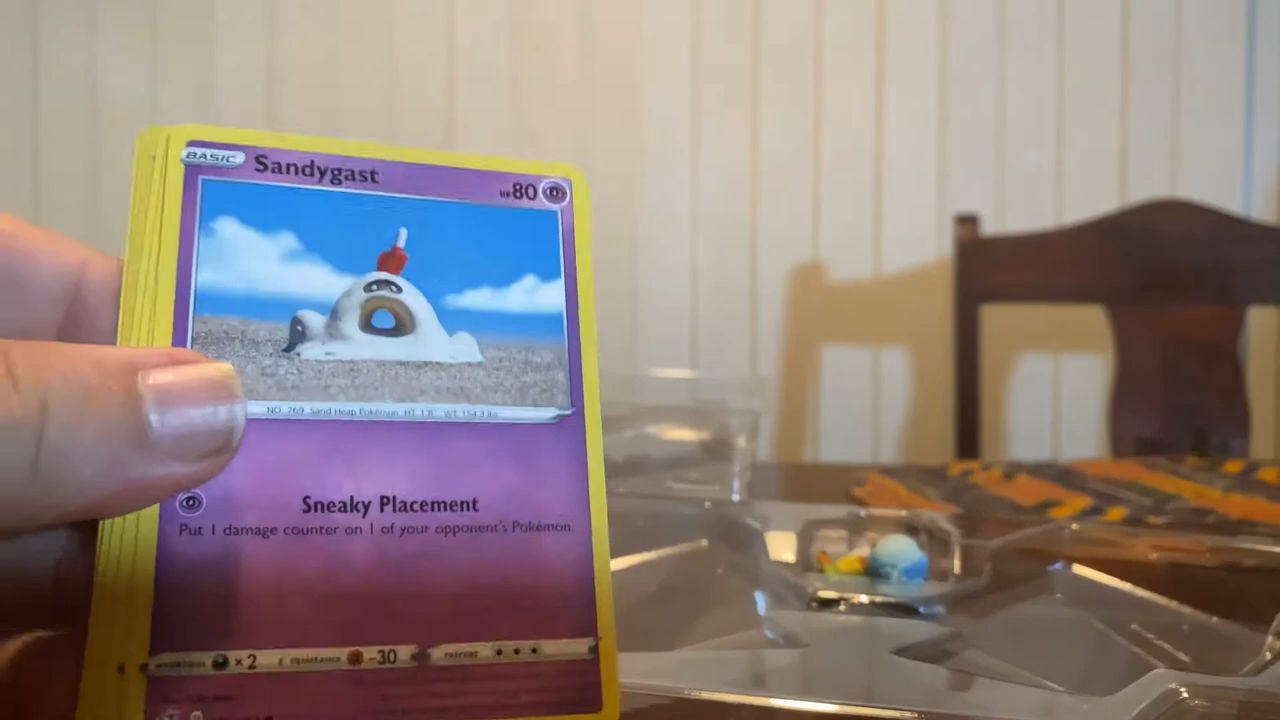 BASIC Sandygast HP80
NO. 769 Sand Heap Pokémon HT 1'8" WT 154.3 lbs
Sneaky Placement
Put 1 damage counter on 1 of your opponent's Pokémon
weakness ×2 resistance -30 retreat